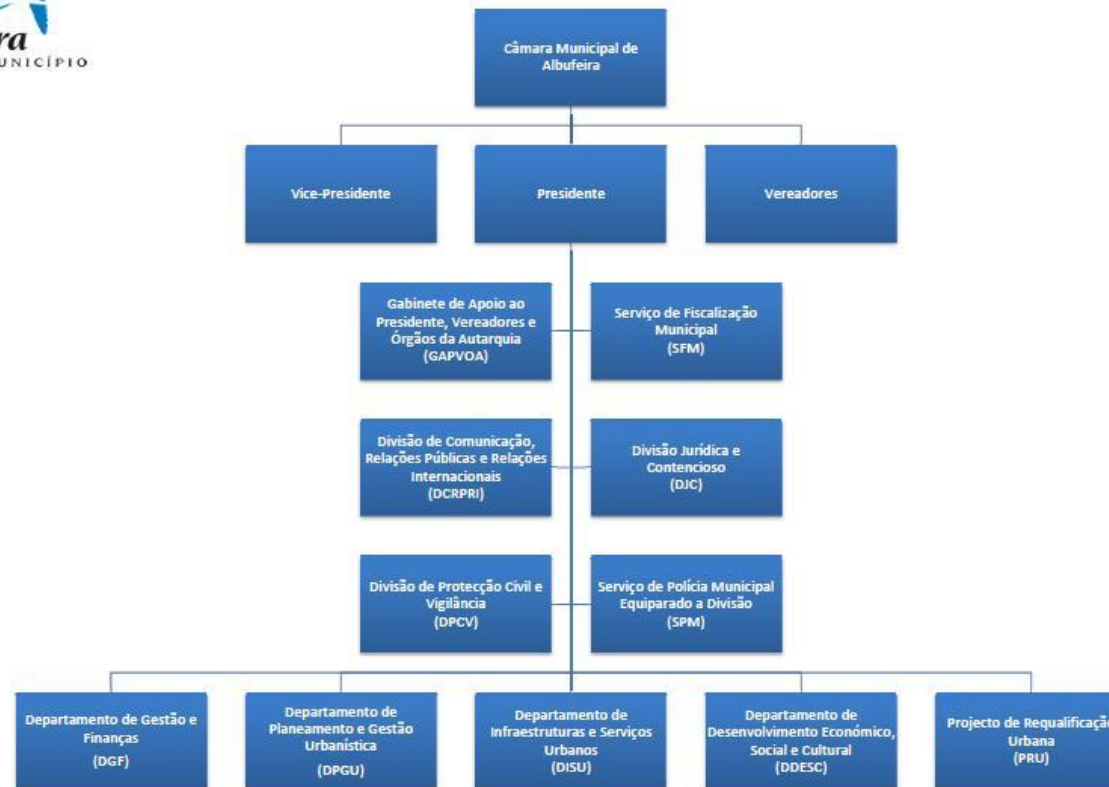 ra
UNICÍPIO
Câmara Municipal de
Albufeira
Vice-Presidente
Presidente
Vereadores
Gabinete de Apoio ao
Presidente, Vereadores e
Órgãos da Autarquia
(GAPVOA)
Serviço de Fiscalização
Municipal
(SFM)
Divisão de Comunicação,
Relações Públicas e Relações
Internacionais
(DCRPRI)
Divisão Jurídica e
Contencioso
(DJC)
Divisão de Protecção Civil e
Vigilância
(DPCV)
Serviço de Polícia Municipal
Equiparado a Divisão
(SPM)
Departamento de Gestão e
Finanças
(DGF)
Departamento de
Planeamento e Gestão
Urbanística
(DPGU)
Departamento de
Infraestruturas e Serviços
Urbanos
(DISU)
Departamento de
Desenvolvimento Económico,
Social e Cultural
(DDESC)
Projecto de Requalificação
Urbana
(PRU)